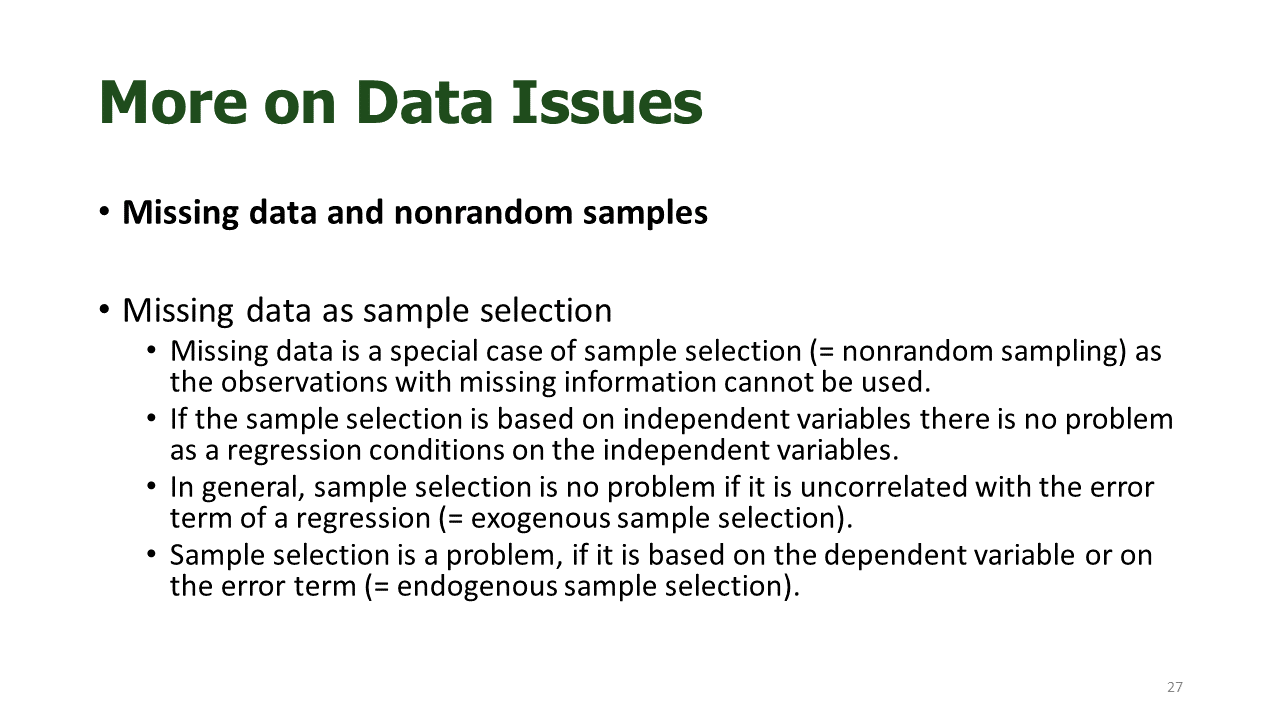 More on Data Issues
• Missing data and nonrandom samples
• Missing data as sample selection
• Missing data is a special case of sample selection (= nonrandom sampling) as
the observations with missing information cannot be used.
• If the sample selection is based on independent variables there is no problem
as a regression conditions on the independent variables.
• In general, sample selection is no problem if it is uncorrelated with the error
term of a regression (= exogenous sample selection).
• Sample selection is a problem, if it is based on the dependent variable or on
the error term (= endogenous sample selection).
27